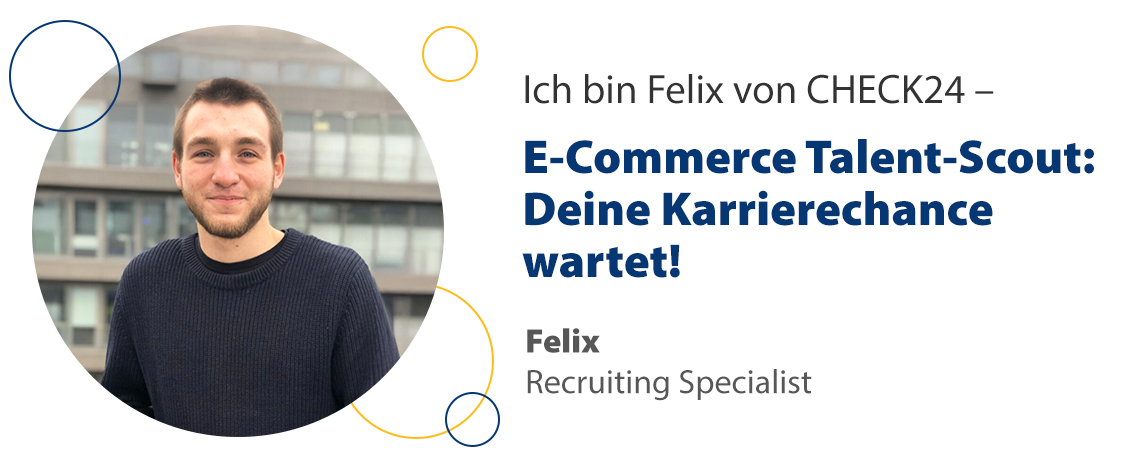 Ich bin Felix von CHECK24 –
E-Commerce Talent-Scout:
Deine Karrierechance
wartet!
Felix
Recruiting Specialist